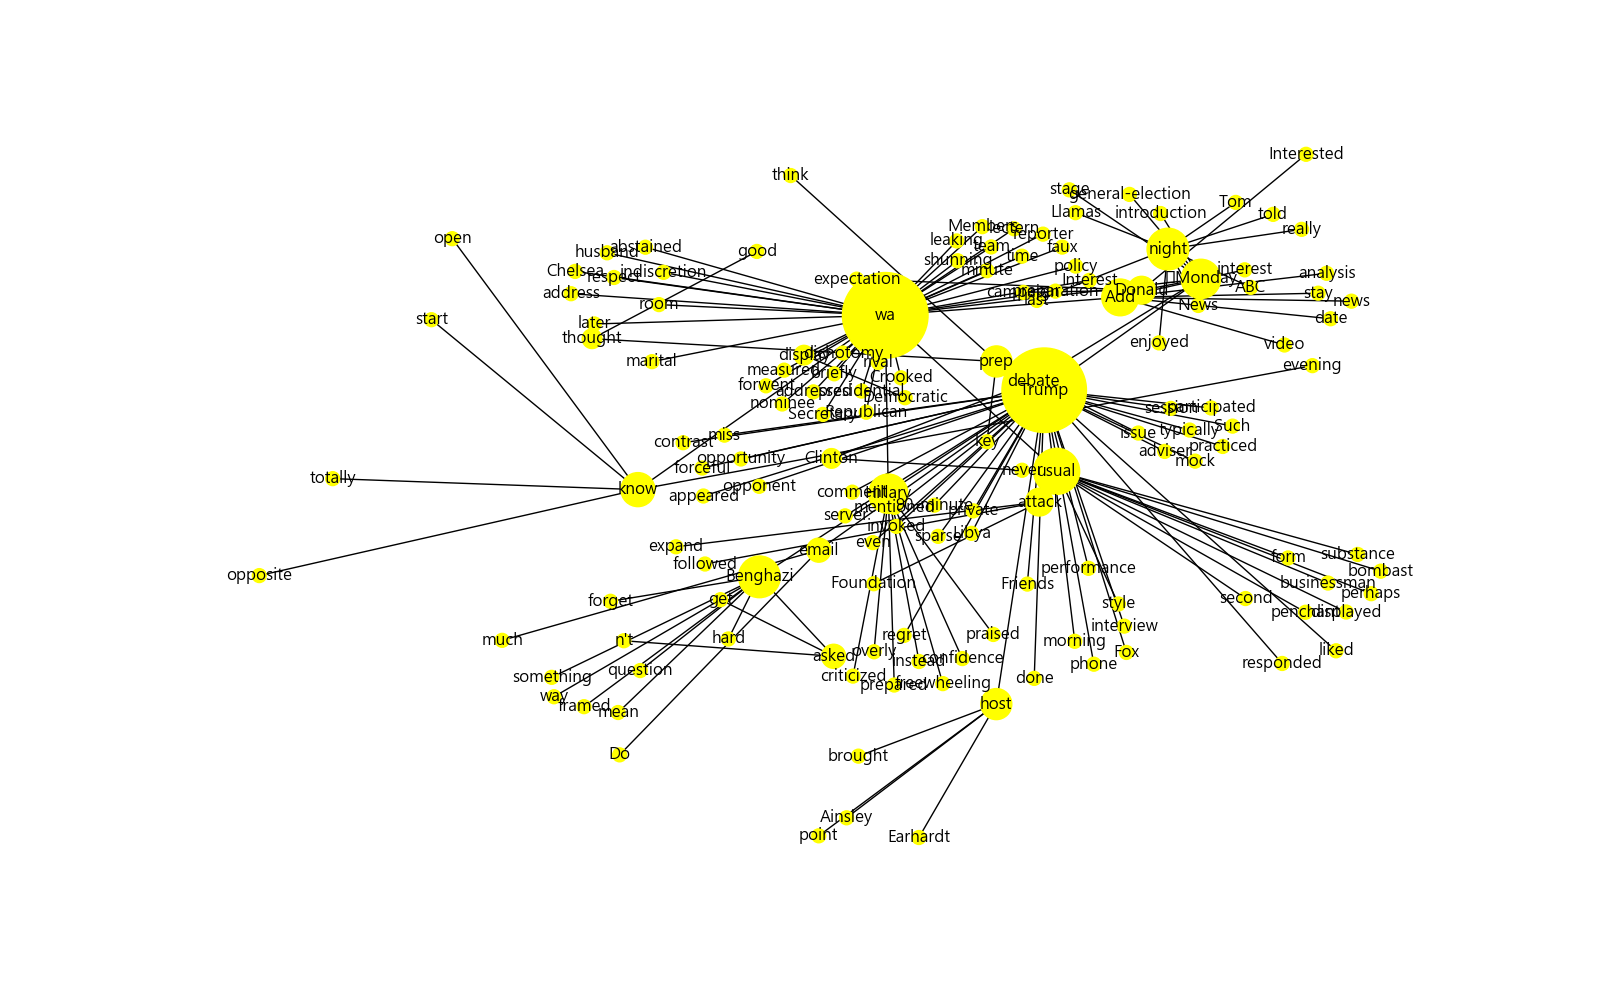 Interested
think
stage
general-election
Tom
Llamas
introduction
told
Members
lectern
really
open
leaking
team
reporter
husband
abstained
good
time
faux
night
shunning
minute
policy
Chelsea
respect
indiscretion
expectation
Interest
Monday
interest
analysis
ABC
address
campaign
preparation
Donald
stay
last
Add
room
News
news
start
later
wa
date
thought
enjoyed
video
display
dichotomy
marital
rival
prep
measured
briefly
evening
forwent
Crooked
debate
Trump
addressed
presidential
Democratic
nominee
Secretary
Republican
session
participated
contrast
miss
key
issue
typically
Such
opportunity
Clinton
adviser
practiced
forceful
mock
totally
never
usual
know
opponent
comment
Hillary
appeared
mentioned
90-minute
attack
server.
private
invoked
sparse
Libya
expand
even
email
followed
form
substance
opposite
Benghazi
performance
bombast
Foundation
Friends
businessman
perhaps
forget
get
style
second
penchant
displayed
much
n't
hard
regret
praised
interview
morning
asked
overly
instead
confidence
Fox
liked
phone
responded
something
question
criticized
prepared
freewheeling
done
way
framed
mean
host
Do
brought
Ainsley
point
Earhardt